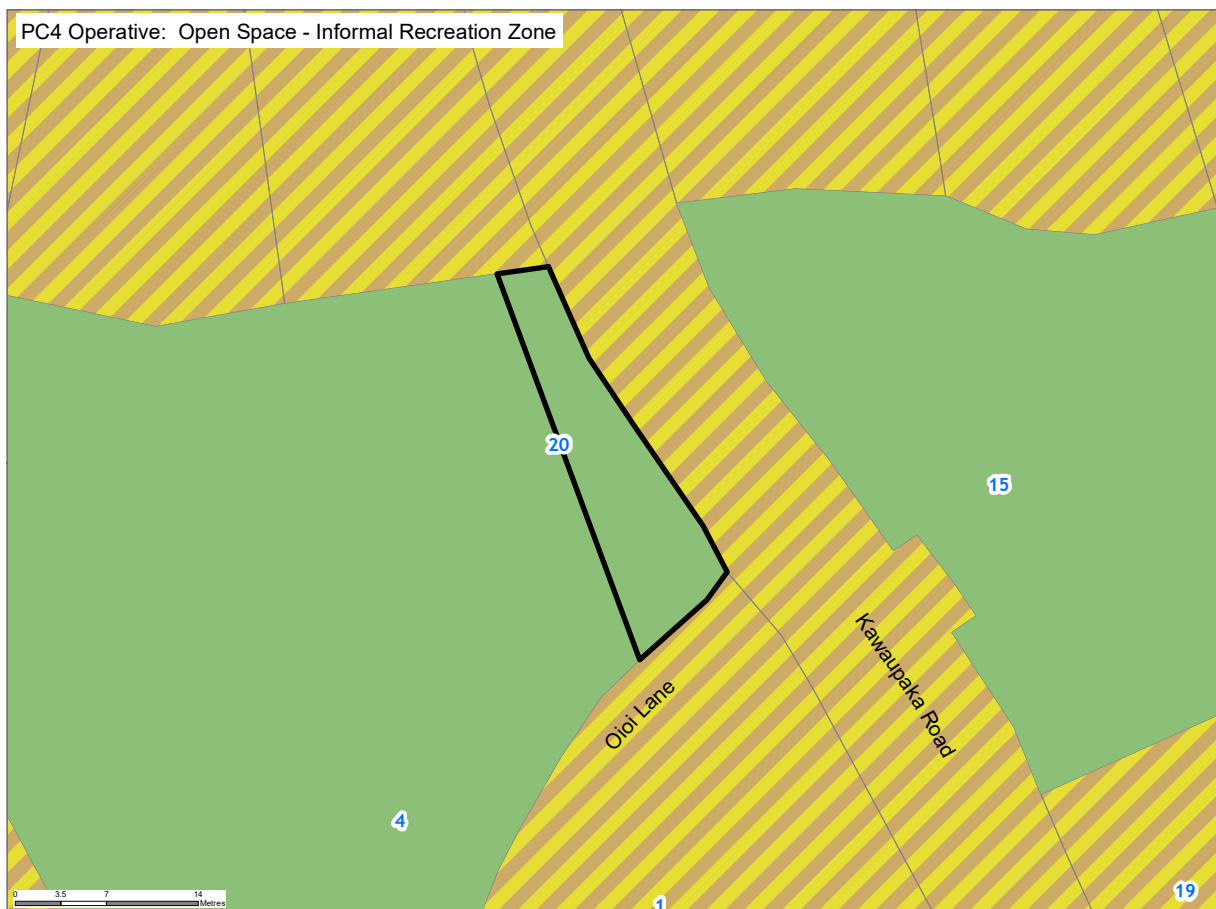 PC4 Operative:  Open Space - Informal Recreation Zone
20
15
Kawaupaka Road
Oioi Lane
4
19
1
0 3.5 7 14
Metres